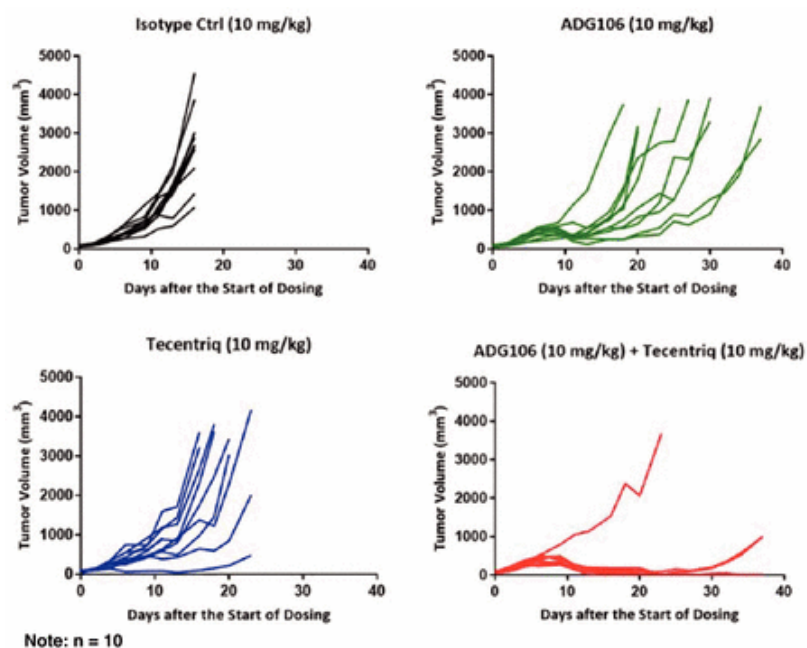 Isotype Ctrl (10 mg/kg)
Tumor Volume (mm³)
5000
4000
3000
2000
1000
0
0 10 20 30 40
Days after the Start of Dosing
ADG106 (10 mg/kg)
Tumor Volume (mm³)
5000
4000
3000
2000
1000
0
0 10 20 30 40
Days after the Start of Dosing
Tecentriq (10 mg/kg)
Tumor Volume (mm³)
5000
4000
3000
2000
1000
0
0 10 20 30 40
Days after the Start of Dosing
ADG106 (10 mg/kg) + Tecentriq (10 mg/kg)
Tumor Volume (mm³)
5000
4000
3000
2000
1000
0
0 10 20 30 40
Days after the Start of Dosing
Note: n = 10